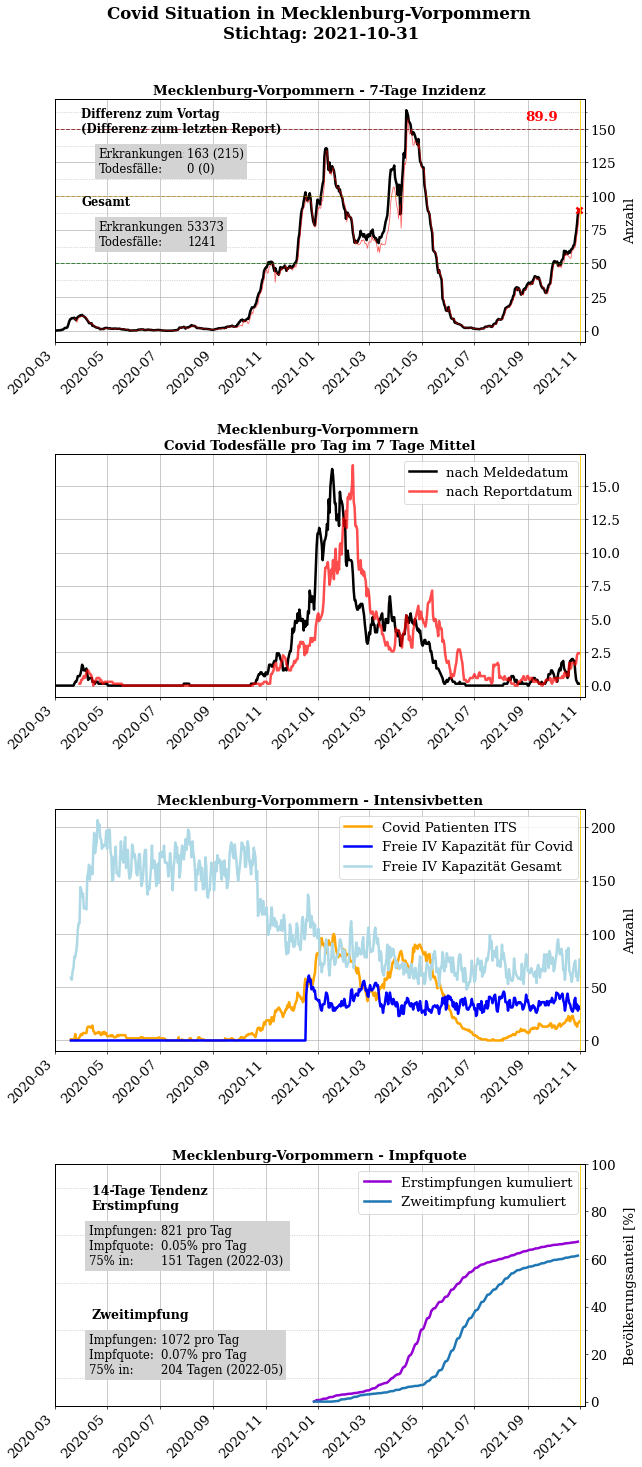 Covid Situation in Mecklenburg-Vorpommern
Stichtag: 2021-10-31
Mecklenburg-Vorpommern - 7-Tage Inzidenz
Differenz zum Vortag
(Differenz zum letzten Report)
Erkrankungen 163 (215)
Todesfälle: 0 (0)
Gesamt
Erkrankungen 53373
Todesfälle: 1241
89.9
150
125
100
75
50
25
0
Anzahl
2020-03 2020-05 2020-07 2020-09 2020-11 2021-01 2021-03 2021-05 2021-07 2021-09 2021-11
Mecklenburg-Vorpommern
Covid Todesfälle pro Tag im 7 Tage Mittel
nach Meldedatum
nach Reportdatum
15.0
12.5
10.0
7.5
5.0
2.5
0.0
2020-03 2020-05 2020-07 2020-09 2020-11 2021-01 2021-03 2021-05 2021-07 2021-09 2021-11
Mecklenburg-Vorpommern - Intensivbetten
Covid Patienten ITS
Freie IV Kapazität für Covid
Freie IV Kapazität Gesamt
200
150
100
50
0
Anzahl
2020-03 2020-05 2020-07 2020-09 2020-11 2021-01 2021-03 2021-05 2021-07 2021-09 2021-11
Mecklenburg-Vorpommern - Impfquote
14-Tage Tendenz
Erstimpfung
Impfungen: 821 pro Tag
Impfquote: 0.05% pro Tag
75% in: 151 Tagen (2022-03)
Zweitimpfung
Impfungen: 1072 pro Tag
Impfquote: 0.07% pro Tag
75% in: 204 Tagen (2022-05)
Erstimpfungen kumuliert
Zweitimpfung kumuliert
100
80
60
40
20
0
Bevölkerungsanteil [%]
2020-03 2020-05 2020-07 2020-09 2020-11 2021-01 2021-03 2021-05 2021-07 2021-09 2021-11